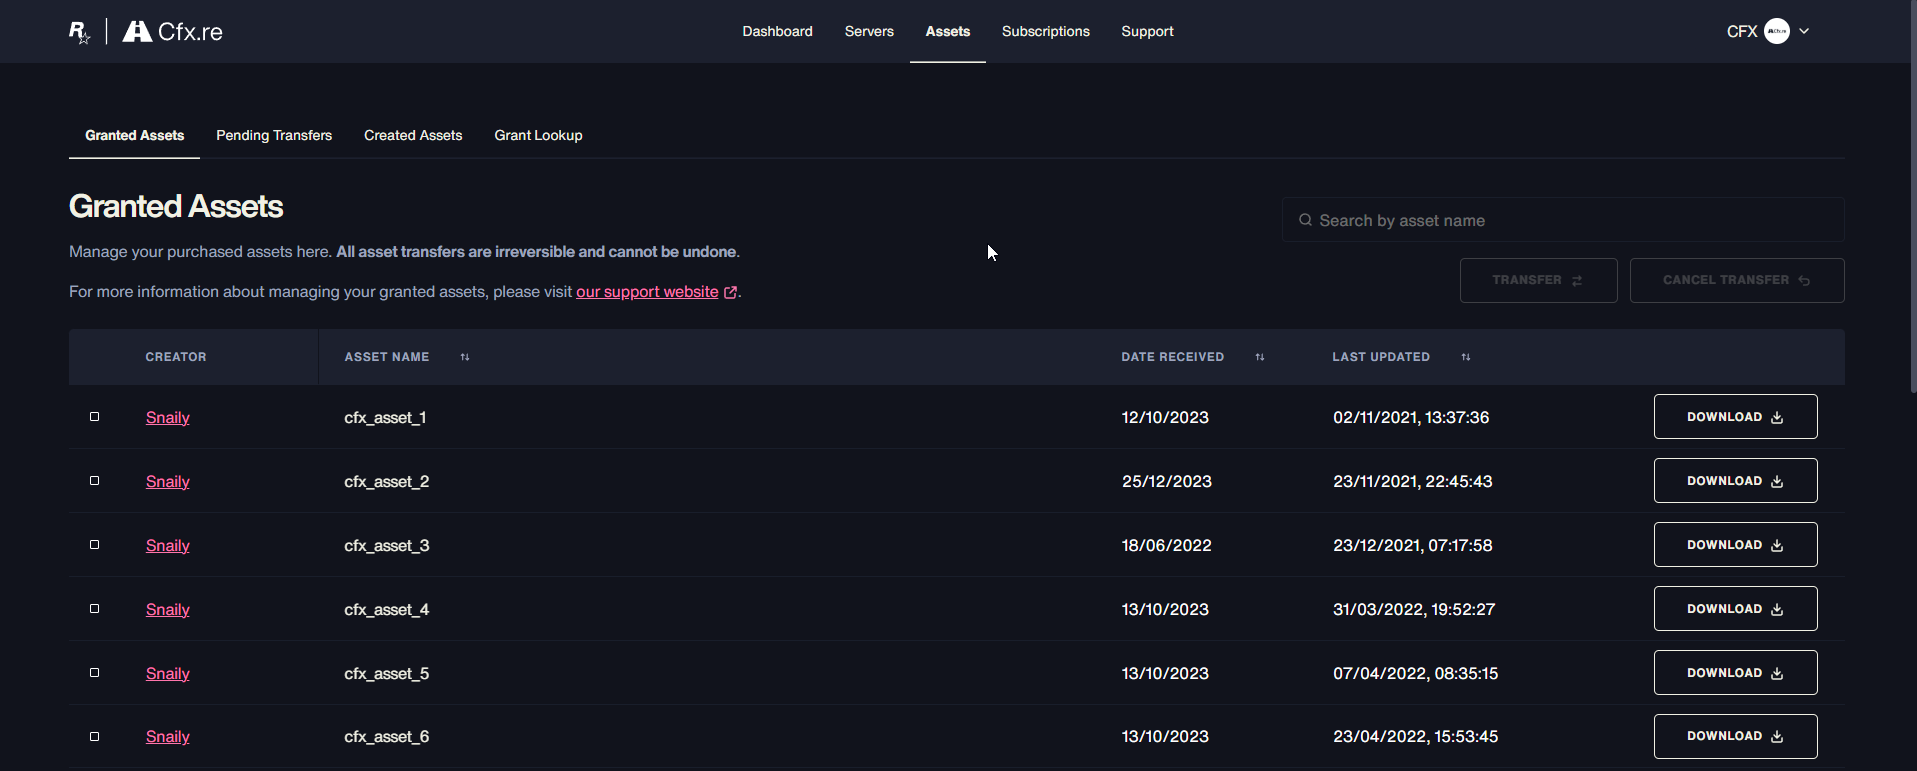 R Cfx.re Dashboard Servers Assets Subscriptions Support CFX Cfx.re
Granted Assets Pending Transfers Created Assets Grant Lookup
Granted Assets
Search by asset name
Manage your purchased assets here. All asset transfers are irreversible and cannot be undone.
TRANSFER CANCEL TRANSFER
For more information about managing your granted assets, please visit our support website.
CREATOR ASSET NAME DATE RECEIVED LAST UPDATED
Snaily cfx_asset_1 12/10/2023 02/11/2021, 13:37:36 DOWNLOAD
Snaily cfx_asset_2 25/12/2023 23/11/2021, 22:45:43 DOWNLOAD
Snaily cfx_asset_3 18/06/2022 23/12/2021, 07:17:58 DOWNLOAD
Snaily cfx_asset_4 13/10/2023 31/03/2022, 19:52:27 DOWNLOAD
Snaily cfx_asset_5 13/10/2023 07/04/2022, 08:35:15 DOWNLOAD
Snaily cfx_asset_6 13/10/2023 23/04/2022, 15:53:45 DOWNLOAD